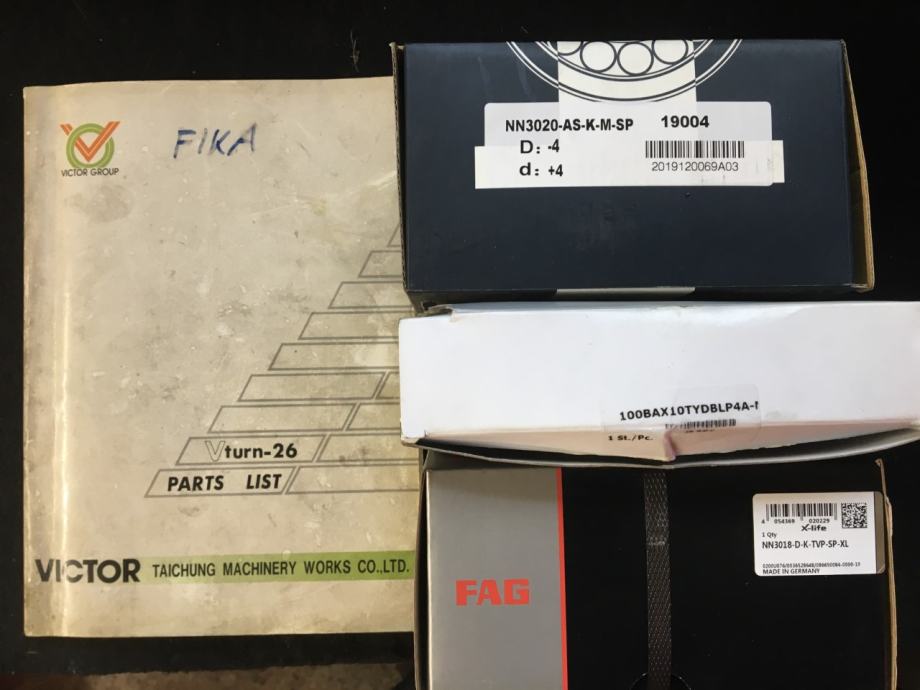 VICTOR GROUP
FIKA
Vturn-26
PARTS LIST
VICTOR TAICHUNG MACHINERY WORKS CO.,LTD.
NN3020-AS-K-M-SP 19004
D: -4
d: +4
2019120069A03
100BAX10TYDBLP4A-
1 St./Pc.
FAG
4 054369 020229
X-life
1 Qty
NN3018-D-K-TVP-SP-XL
MADE IN GERMANY